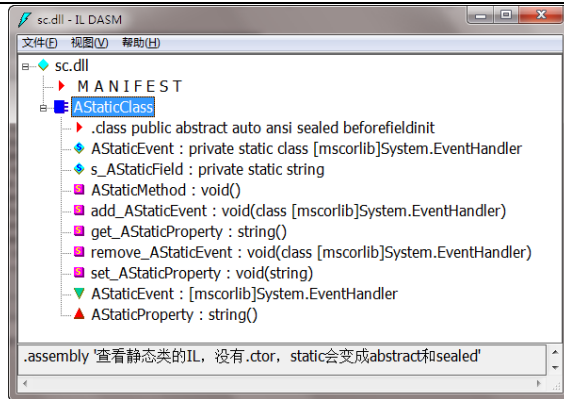 sc.dll - IL DASM
文件(F) 视图(V) 帮助(H)
sc.dll
M A N I F E S T
AStaticClass
.class public abstract auto ansi sealed beforefieldinit
AStaticEvent : private static class [mscorlib]System.EventHandler
s_AStaticField : private static string
AStaticMethod : void()
add_AStaticEvent : void(class [mscorlib]System.EventHandler)
get_AStaticProperty : string()
remove_AStaticEvent : void(class [mscorlib]System.EventHandler)
set_AStaticProperty : void(string)
AStaticEvent : [mscorlib]System.EventHandler
AStaticProperty : string()
.assembly '查看静态类的IL，没有.ctor，static会变成abstract和sealed'